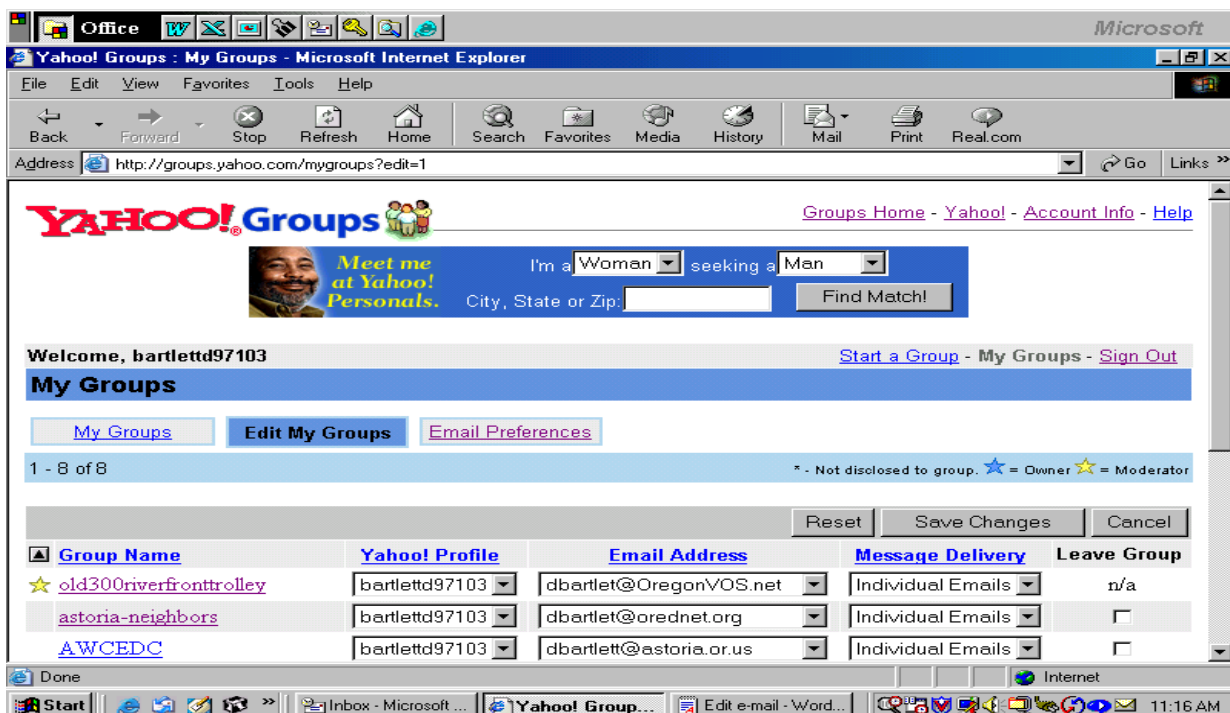 Office Microsoft
Yahoo! Groups : My Groups - Microsoft Internet Explorer
File Edit View Favorites Tools Help
Back Forward Stop Refresh Home Search Favorites Media History Mail Print Real.com
Address http://groups.yahoo.com/mygroups?edit=1 Go Links »
YAHOO! Groups Groups Home - Yahoo! - Account Info - Help
Meet me
at Yahoo!
Personals.
I'm a Woman seeking a Man
City, State or Zip: Find Match!
Welcome, bartlettd97103 Start a Group - My Groups - Sign Out
My Groups
My Groups Edit My Groups Email Preferences
1 - 8 of 8 * - Not disclosed to group. = Owner = Moderator
Reset Save Changes Cancel
Group Name Yahoo! Profile Email Address Message Delivery Leave Group
old300riverfronttrolley bartlettd97103 dbartlet@OregonVOS.net Individual Emails n/a
astoria-neighbors bartlettd97103 dbartlet@orednet.org Individual Emails
AWCEDC bartlettd97103 dbartlett@astoria.or.us Individual Emails
Done Internet
Start » Inbox - Microsoft ... Yahoo! Group... Edit e-mail - Word... 11:16 AM